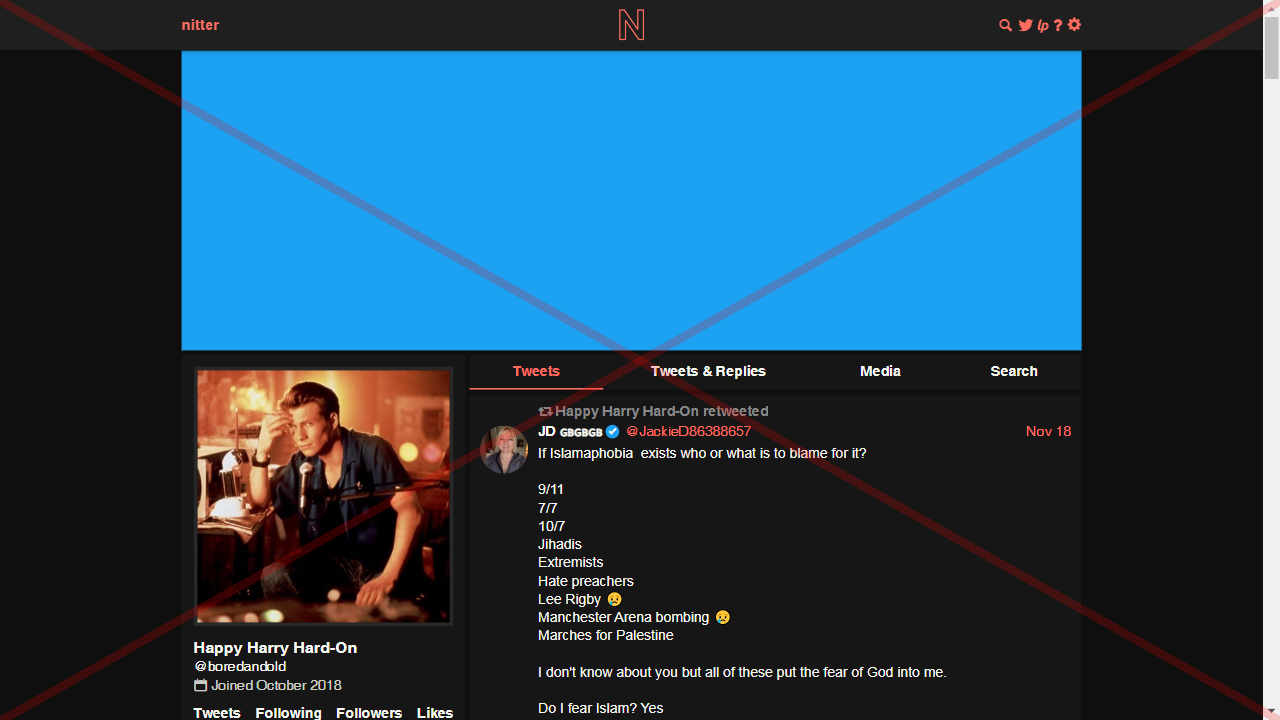 nitter
N
lp ?
Tweets
Tweets & Replies
Media
Search
Happy Harry Hard-On retweeted
JD GBGBGB @JackieD86388657
Nov 18
If Islamaphobia exists who or what is to blame for it?
9/11
7/7
10/7
Jihadis
Extremists
Hate preachers
Lee Rigby 😢
Manchester Arena bombing 😢
Marches for Palestine
I don't know about you but all of these put the fear of God into me.
Do I fear Islam? Yes
Happy Harry Hard-On
@boredandold
Joined October 2018
Tweets Following Followers Likes